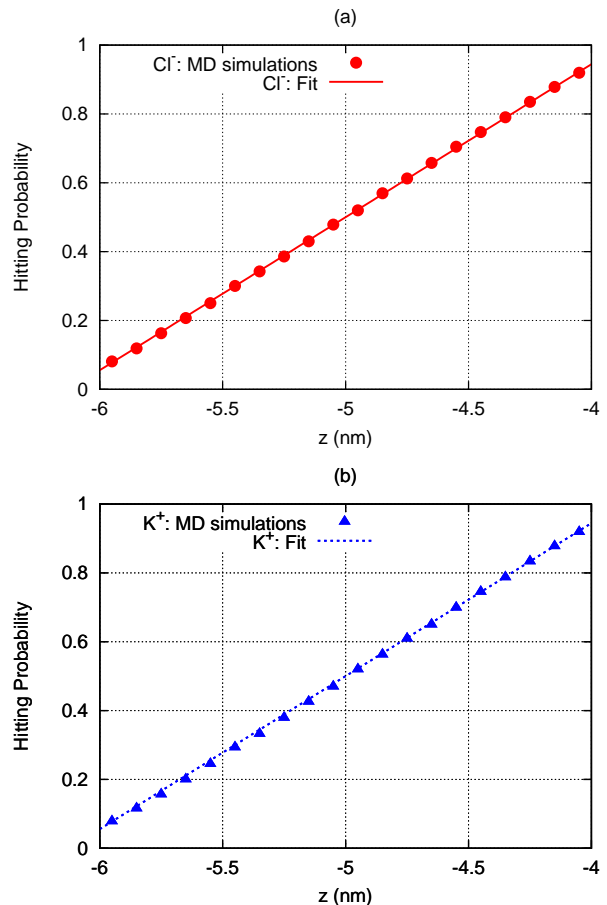 (a)
Cl⁻: MD simulations
Cl⁻: Fit
Hitting Probability
1
0.8
0.6
0.4
0.2
0
-6 -5.5 -5 -4.5 -4
z (nm)
(b)
K⁺: MD simulations
K⁺: Fit
Hitting Probability
1
0.8
0.6
0.4
0.2
0
-6 -5.5 -5 -4.5 -4
z (nm)